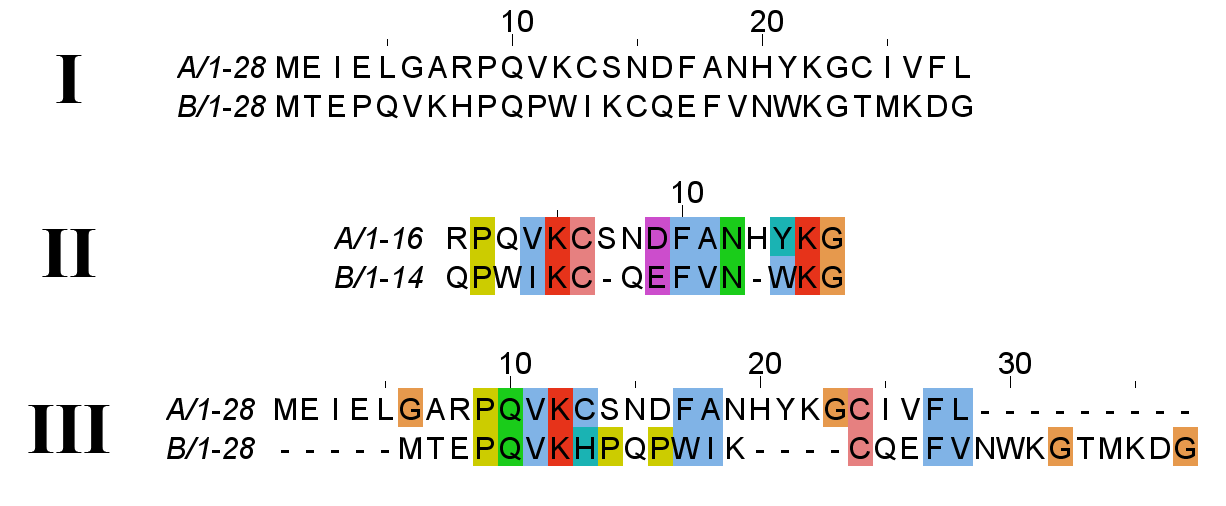 10 20
I
A/1-28 MEIELGARPQVKCSNDFANHYKGCIVFL
B/1-28 MTEPQVKHPQPWIKCQEFVNWKGTMKDG
10
II
A/1-16 RPQVKCSNDFANHYKG
B/1-14 QPWIKC-QEFVN-WKG
10 20 30
III
A/1-28 MEIELGARPQVKCSNDFANHYKGCIVFL---------
B/1-28 -----MTEPQVKHPQPWIK----CQEFVNWKGTMKDG